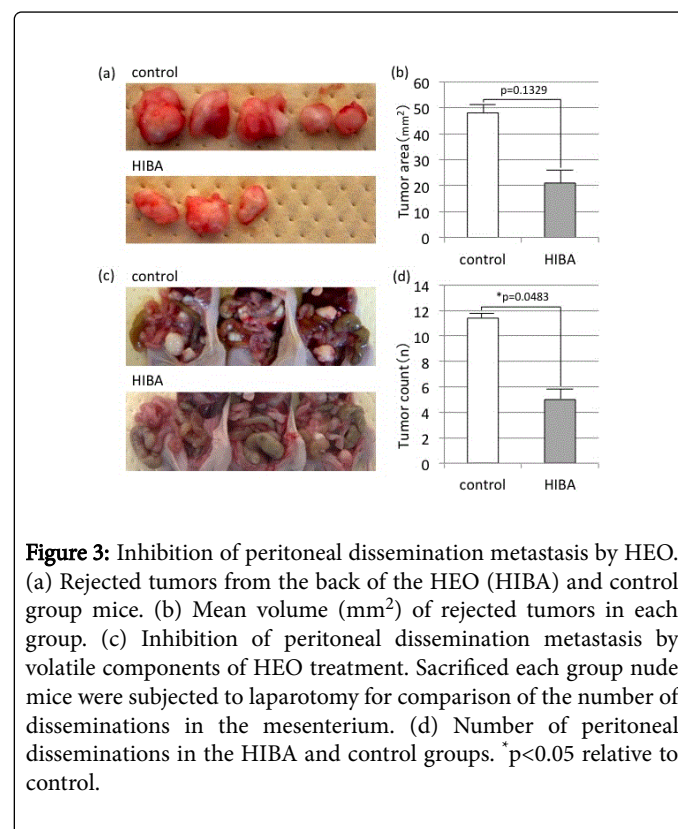 (a) control
HIBA
(b)
60
50
40
30
20
10
0
Tumor area(mm²)
p=0.1329
control HIBA
(c) control
HIBA
(d)
14
12
10
8
6
4
2
0
Tumor count(n)
*p=0.0483
control HIBA
Figure 3: Inhibition of peritoneal dissemination metastasis by HEO.
(a) Rejected tumors from the back of the HEO (HIBA) and control
group mice. (b) Mean volume (mm²) of rejected tumors in each
group. (c) Inhibition of peritoneal dissemination metastasis by
volatile components of HEO treatment. Sacrificed each group nude
mice were subjected to laparotomy for comparison of the number of
disseminations in the mesenterium. (d) Number of peritoneal
disseminations in the HIBA and control groups. *p<0.05 relative to
control.